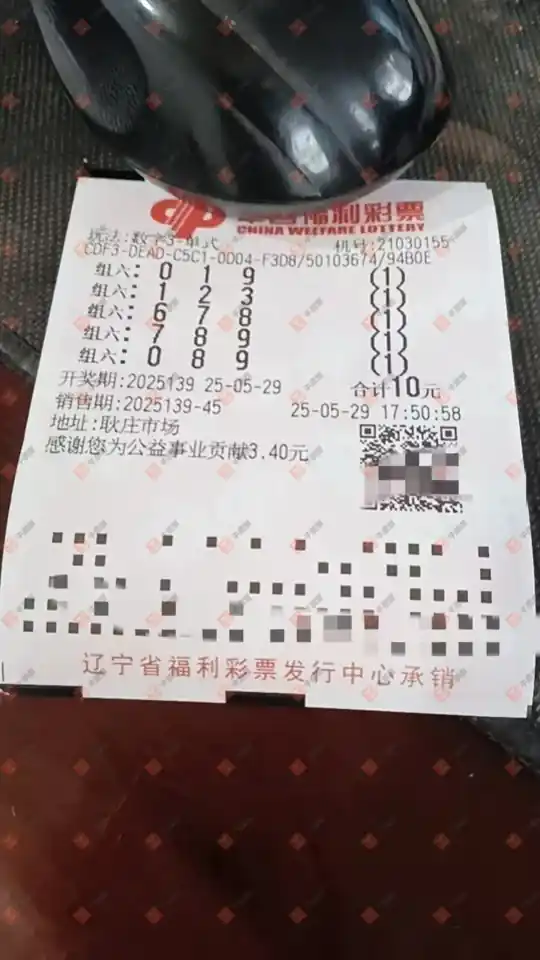 中国福利彩票
CHINA WELFARE LOTTERY
玩法:数字3-单式 机号:21030155
CDF3-DEAD-C5C1-0DD4-F3D8/50103674/94B0E
组六: 0 1 9 (1)
组六: 1 2 3 (1)
组六: 6 7 8 (1)
组六: 7 8 9 (1)
组六: 0 8 9 (1)
开奖期:2025139 25-05-29 合计10元
销售期:2025139-45 25-05-29 17:50:58
地址:耿庄市场
感谢您为公益事业贡献3.40元
辽宁省福利彩票发行中心承销